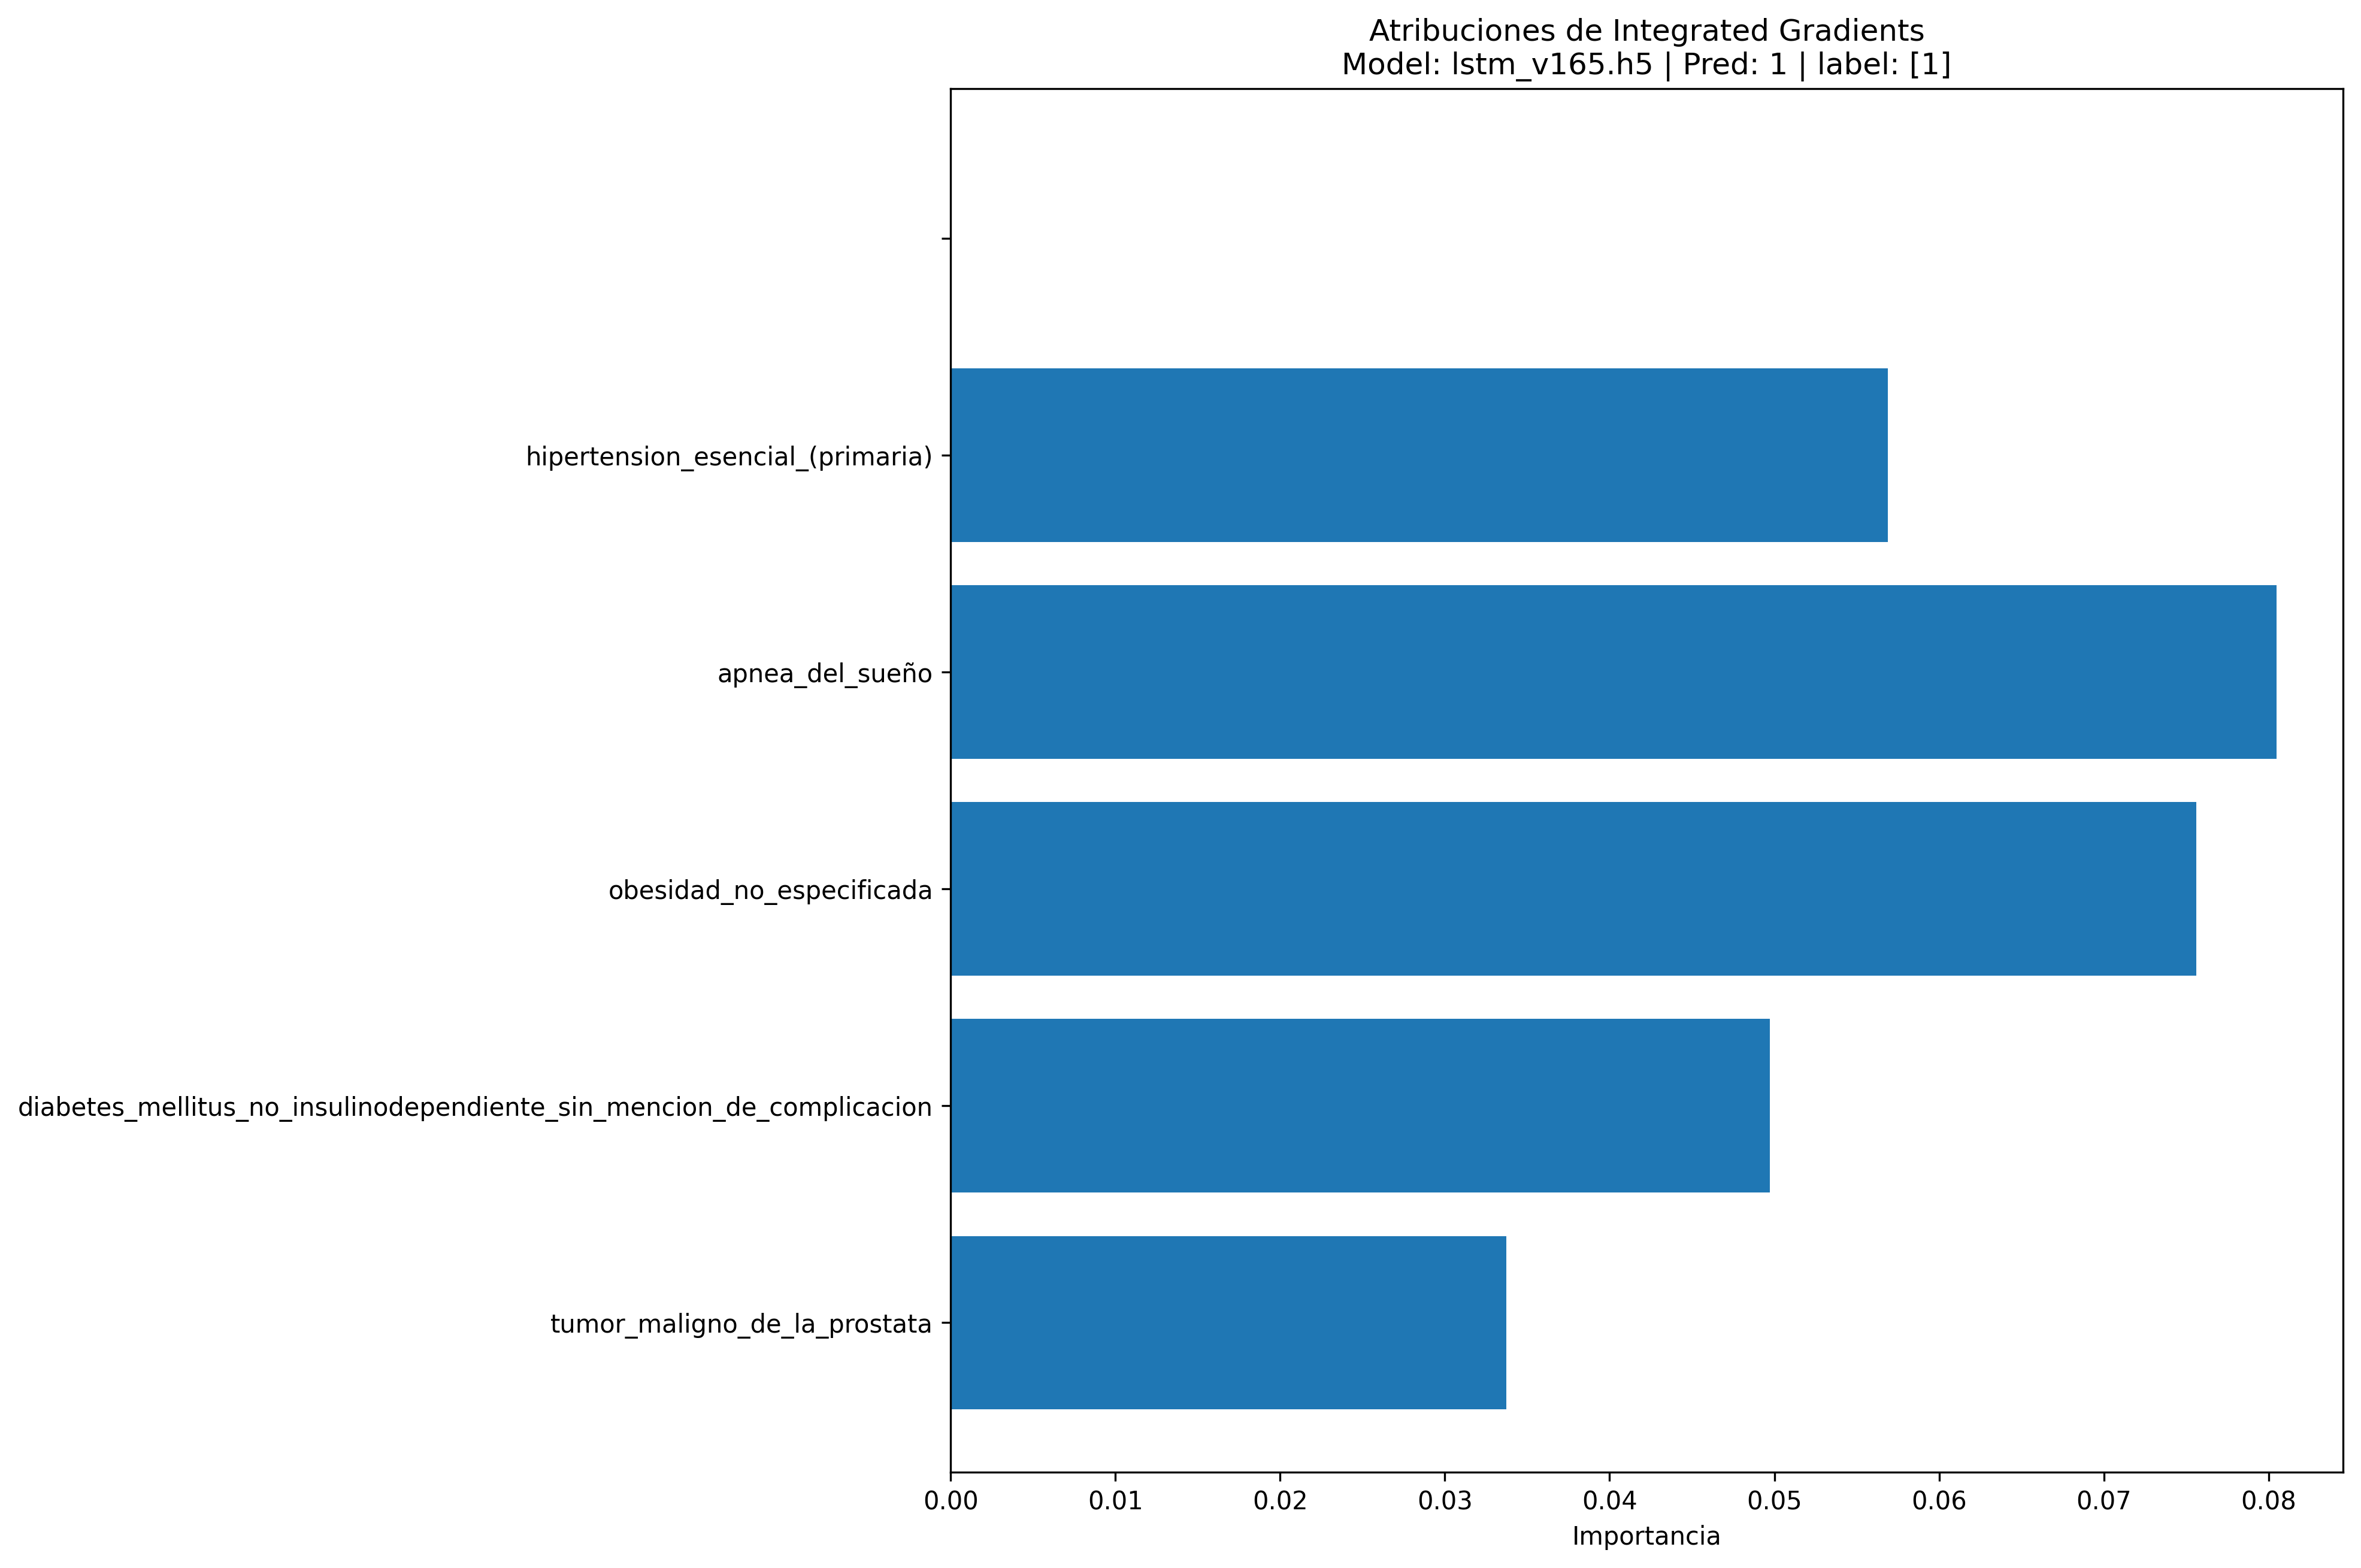 Atribuciones de Integrated Gradients
Model: lstm_v165.h5 | Pred: 1 | label: [1]
hipertension_esencial_(primaria)
apnea_del_sueño
obesidad_no_especificada
diabetes_mellitus_no_insulinodependiente_sin_mencion_de_complicacion
tumor_maligno_de_la_prostata
0.00 0.01 0.02 0.03 0.04 0.05 0.06 0.07 0.08
Importancia